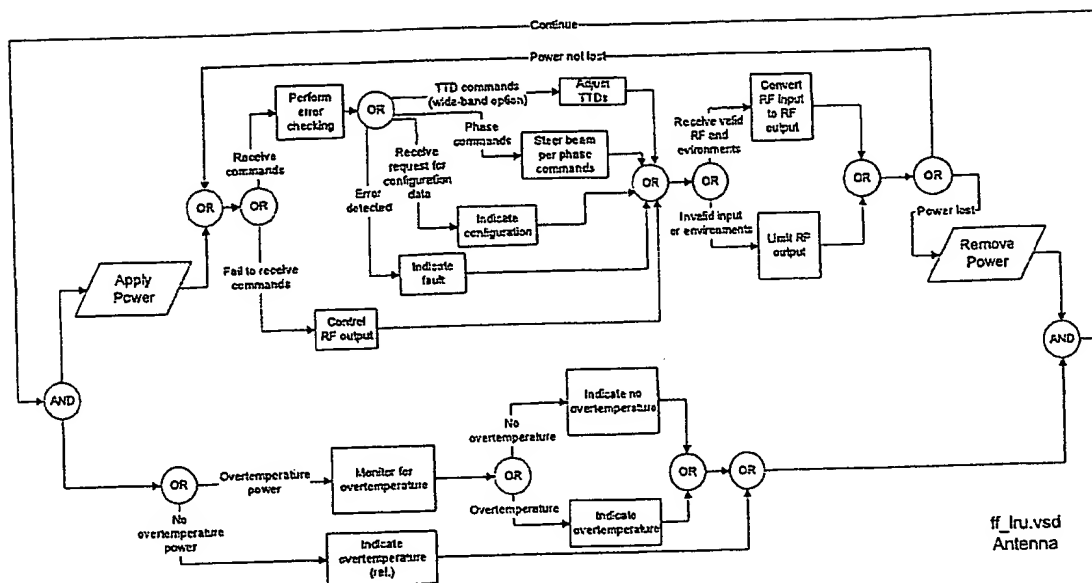 Continue
Power not lost
Perform
error
checking
OR
TTD commands
(wide-band option)
Adjust
TTDs
Convert
RF Input
to RF
output
Receive valid
RF end
evironments
Phase
commands
Steer beam
per phase
commands
Receive
commands
Receive
request for
configuration
data
Error
detected
OR
OR
OR
OR
OR
OR
Invalid input
or environments
Power lost
Indicate
configuration
Limit RF
output
Remove
Power
Apply
Power
Fail to receive
commands
Indicate
fault
Control
RF output
AND
AND
Indicate no
overtemperature
No
overtemperature
OR
Overtemperature
power
Monitor for
overtemperature
OR
OR
OR
Overtemperature
Indicate
overtemperature
No
overtemperature
power
Indicate
overtemperature
(rel.)
ff_lru.vsd
Antenna